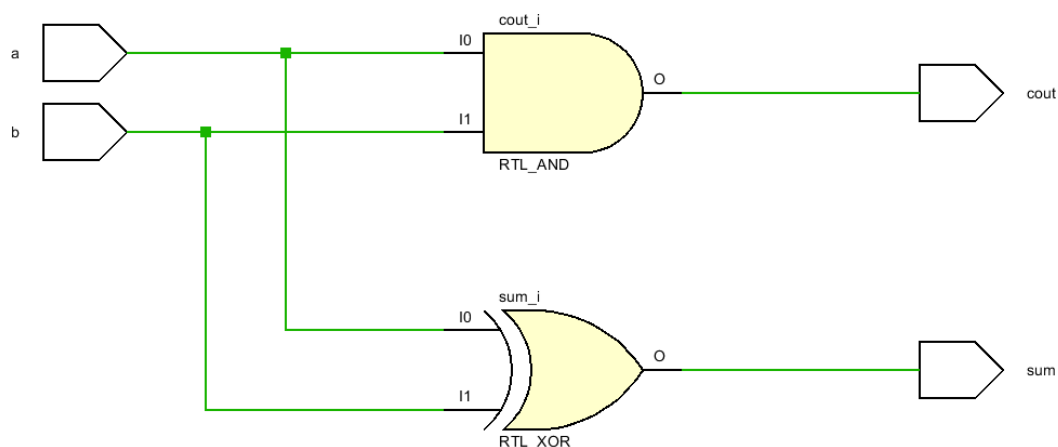 cout_i
a
I0
O
cout
b
I1
RTL_AND
sum_i
I0
O
sum
I1
RTL_XOR